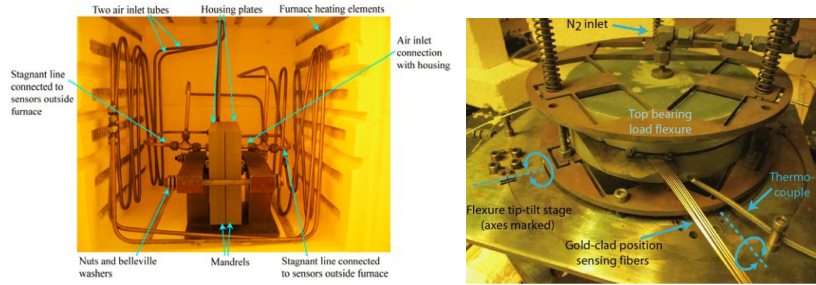 Two air inlet tubes
Housing plates
Furnace heating elements
Air inlet
connection
with housing
Stagnant line
connected to
sensors outside
furnace
Nuts and belleville
washers
Mandrels
Stagnant line connected
to sensors outside furnace
N2 inlet
Top bearing
load flexure
Thermo-
couple
Flexure tip-tilt stage
(axes marked)
Gold-clad position
sensing fibers